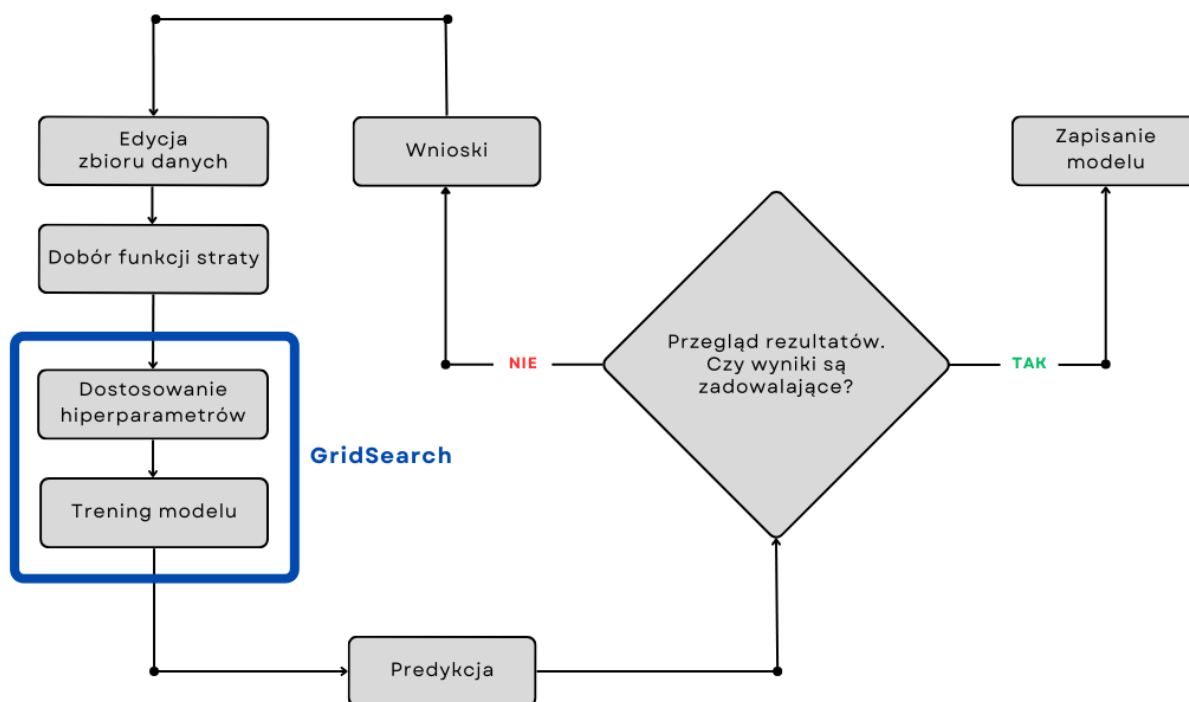 Edycja
zbioru danych
Wnioski
Zapisanie
modelu
Dobór funkcji straty
Przegląd rezultatów.
Czy wyniki są
zadowalające?
NIE
TAK
Dostosowanie
hiperparametrów
GridSearch
Trening modelu
Predykcja